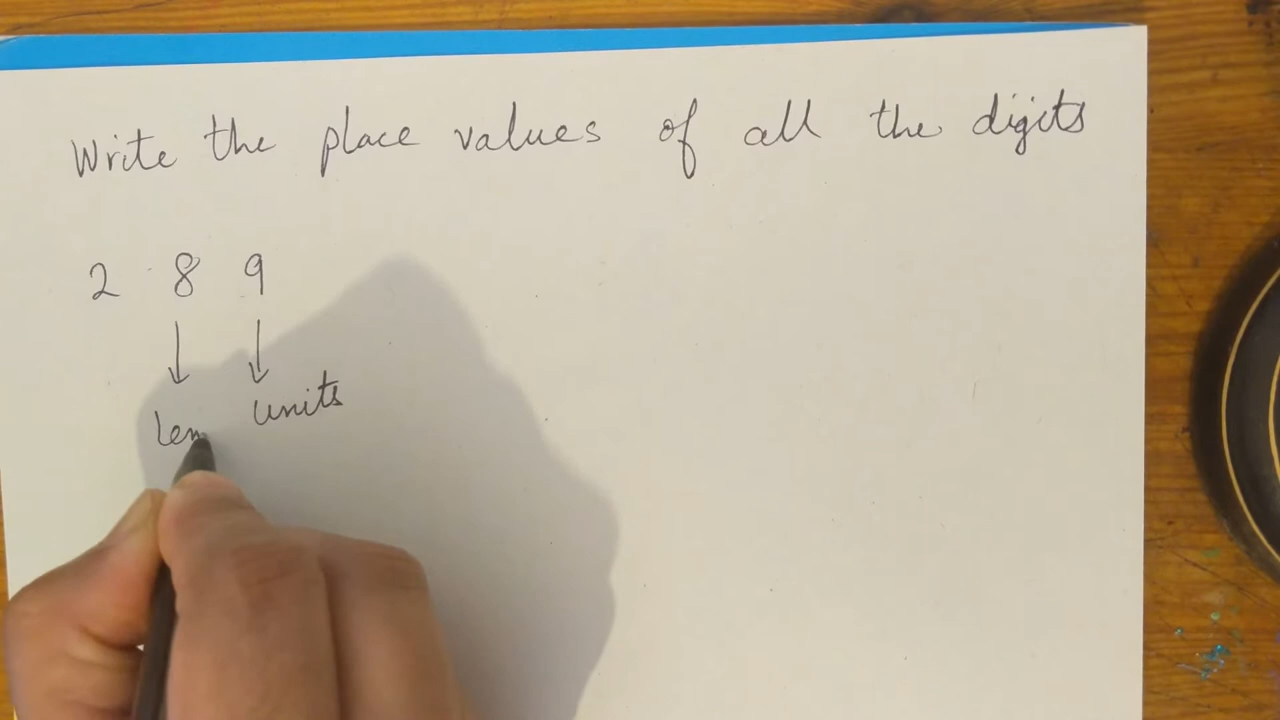 Write the place values of all the digits
2 8 9
units
ten